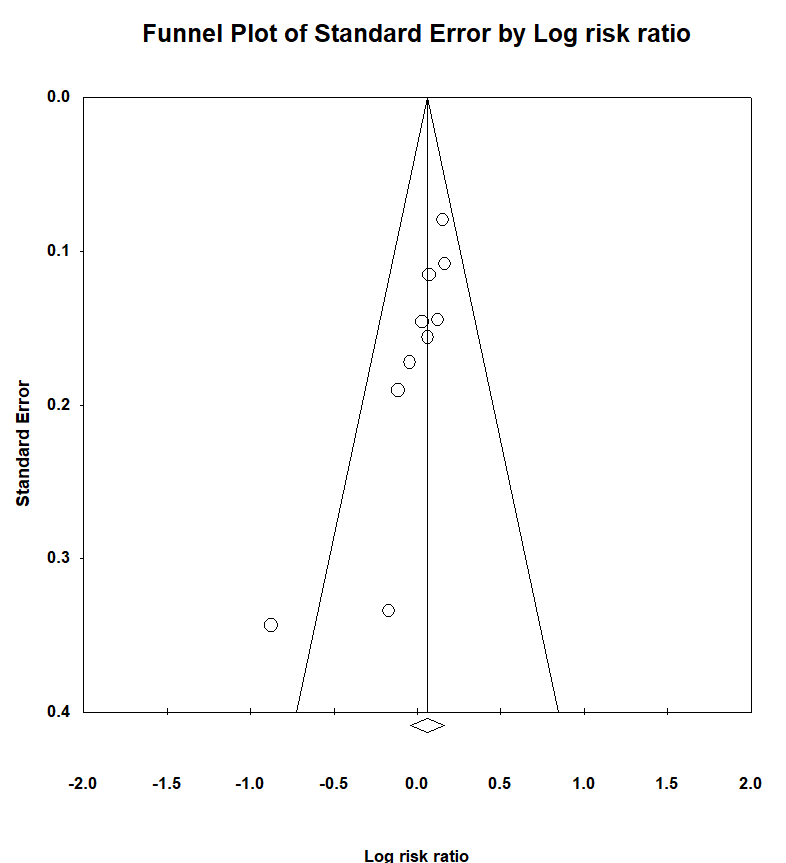 Funnel Plot of Standard Error by Log risk ratio
0.0
0.1
0.2
0.3
0.4
Standard Error
-2.0 -1.5 -1.0 -0.5 0.0 0.5 1.0 1.5 2.0
Log risk ratio